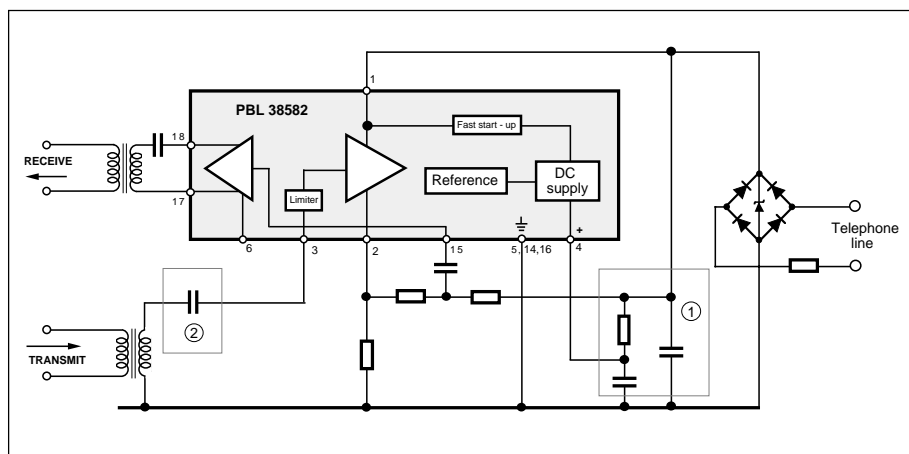 1
PBL 38582
Fast start - up
18
RECEIVE
Reference
DC
supply
Limiter
17
+
Telephone
line
6
3
2
15
5, 14,16
4
1
2
TRANSMIT